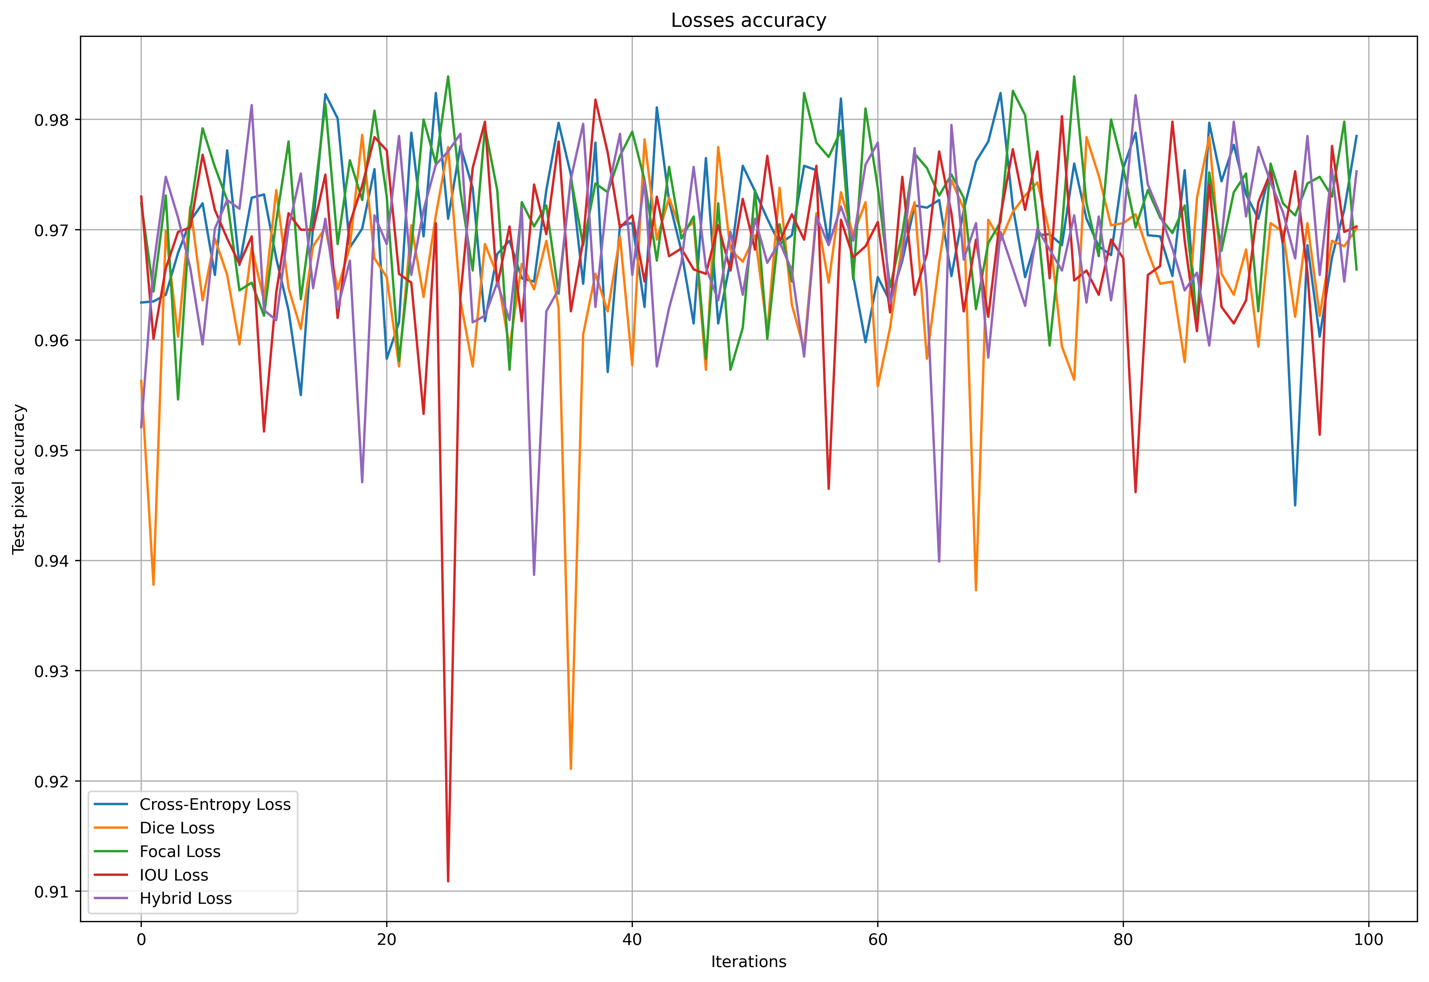 Losses accuracy
Test pixel accuracy
0.98
0.97
0.96
0.95
0.94
0.93
0.92
0.91
Cross-Entropy Loss
Dice Loss
Focal Loss
IOU Loss
Hybrid Loss
0 20 40 60 80 100
Iterations